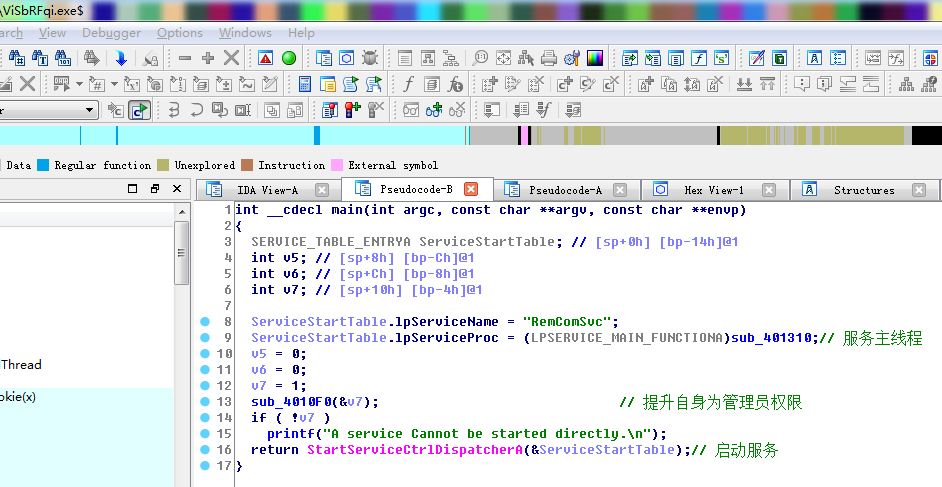 \ViSbRFqi.exe$
arch View Debugger Options Windows Help
Data Regular function Unexplored Instruction External symbol
IDA View-A Pseudocode-B Pseudocode-A Hex View-1 Structures
1 int __cdecl main(int argc, const char **argv, const char **envp)
2 {
3 SERVICE_TABLE_ENTRYA ServiceStartTable; // [sp+0h] [bp-14h]@1
4 int v5; // [sp+8h] [bp-Ch]@1
5 int v6; // [sp+Ch] [bp-8h]@1
6 int v7; // [sp+10h] [bp-4h]@1
7
8 ServiceStartTable.lpServiceName = "RemComSvc";
9 ServiceStartTable.lpServiceProc = (LPSERVICE_MAIN_FUNCTIONA)sub_401310;// 服务主线程
10 v5 = 0;
11 v6 = 0;
12 v7 = 1;
13 sub_4010F0(&v7); // 提升自身为管理员权限
14 if ( !v7 )
15 printf("A service Cannot be started directly.\n");
16 return StartServiceCtrlDispatcherA(&ServiceStartTable);// 启动服务
17 }
Thread
okie(x)